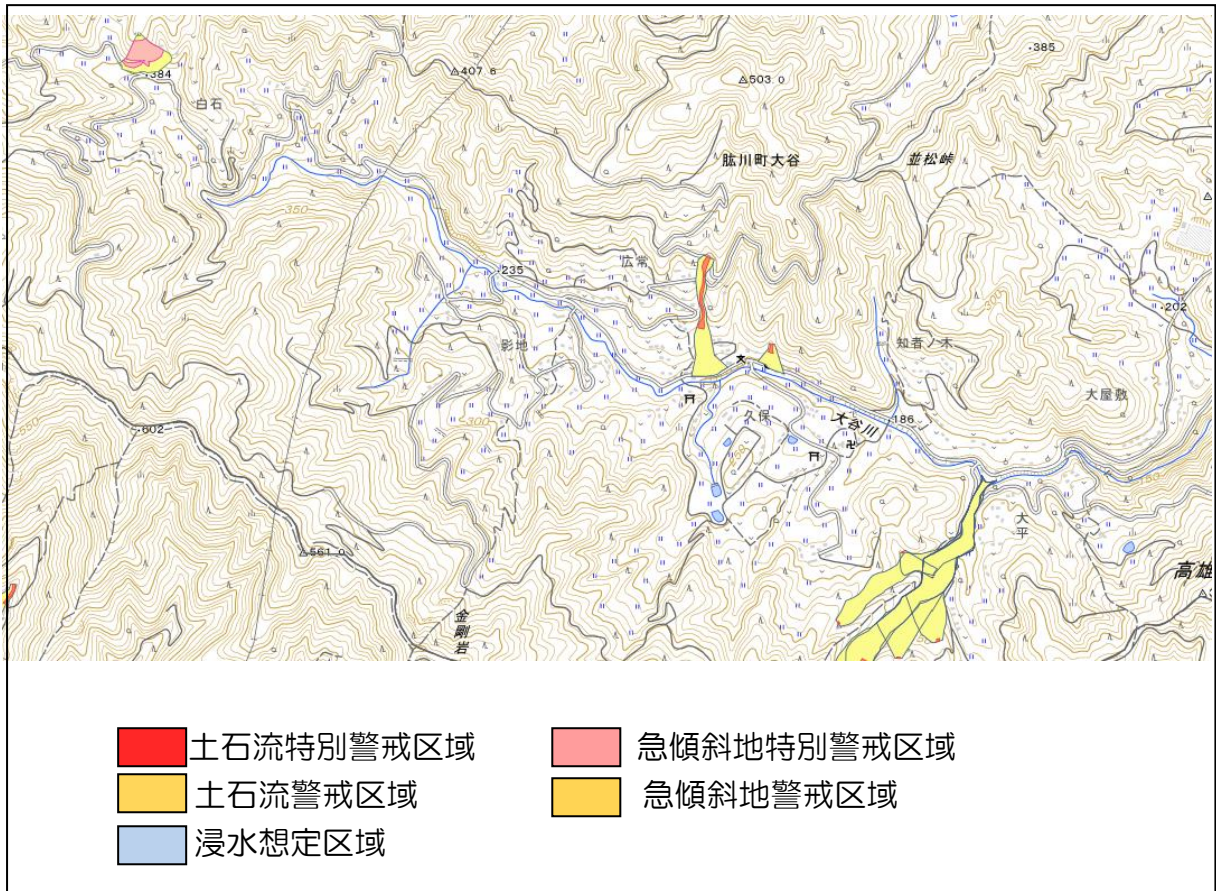 ・385
△407.6
△503.0
・384
白石
肱川町大谷
並松峠
350
広常
・235
300
・202
影地
知者ノ木
大屋敷
久保
大谷川
・186
300
550
・602
250
150
大平
△561.0
高雄
金剛岩
土石流特別警戒区域
急傾斜地特別警戒区域
土石流警戒区域
急傾斜地警戒区域
浸水想定区域